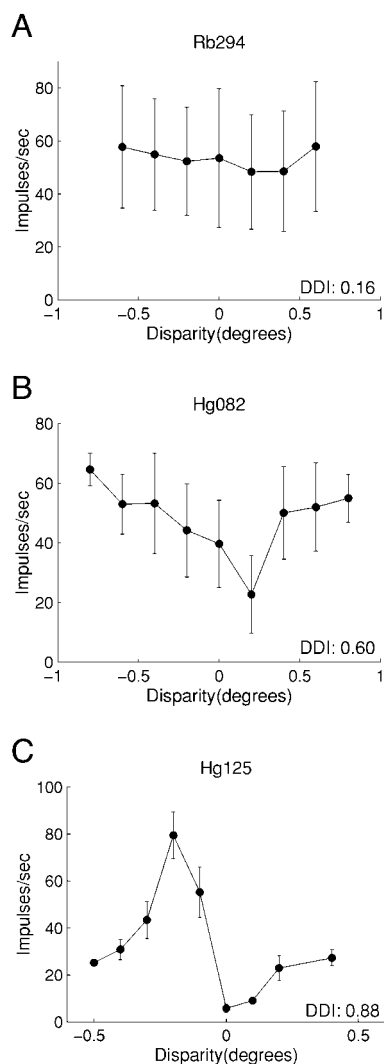 A
Rb294
80
60
40
20
0
Impulses/sec
DDI: 0.16
−1 −0.5 0 0.5 1
Disparity(degrees)
B
Hg082
80
60
40
20
0
Impulses/sec
DDI: 0.60
−1 −0.5 0 0.5 1
Disparity(degrees)
C
Hg125
100
80
60
40
20
0
Impulses/sec
DDI: 0.88
−0.5 0 0.5
Disparity(degrees)